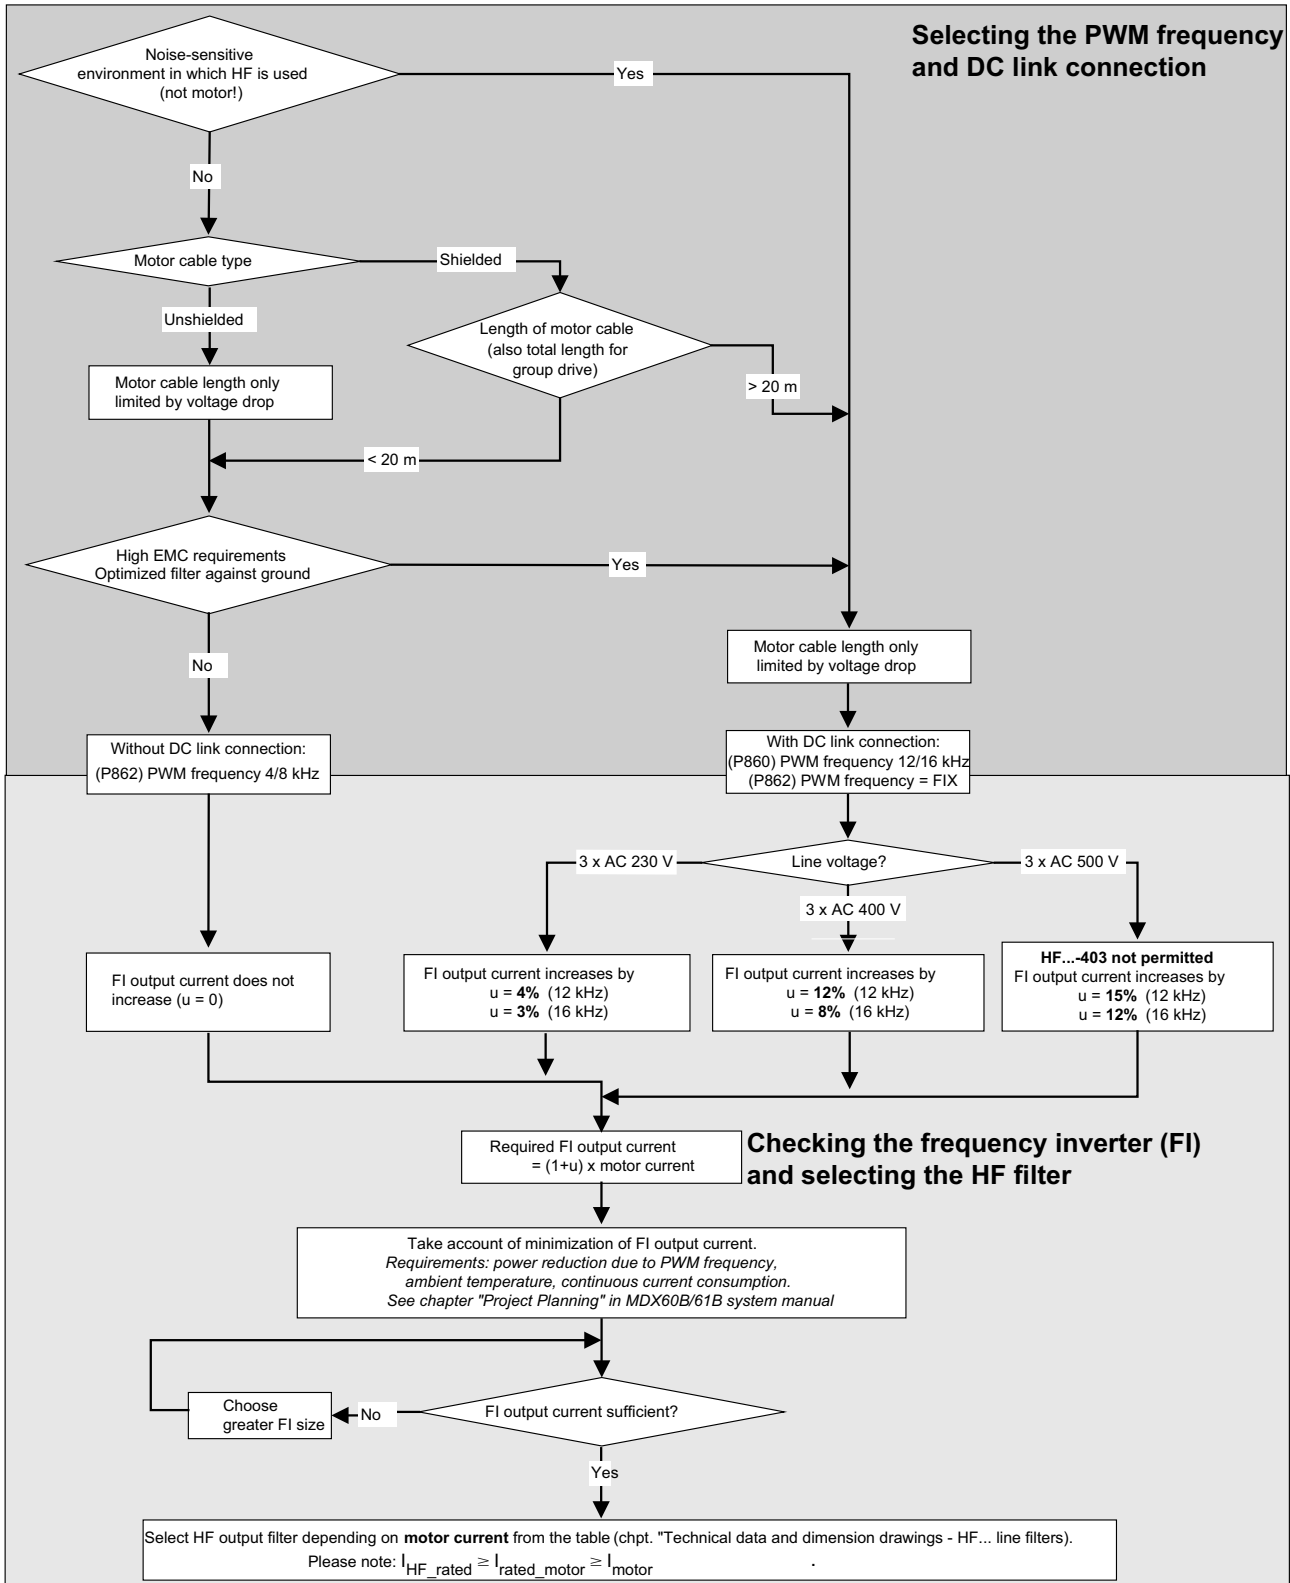 Selecting the PWM frequency
and DC link connection
Noise-sensitive
environment in which HF is used
(not motor!)
Yes
No
Motor cable type
Shielded
Unshielded
Length of motor cable
(also total length for
group drive)
Motor cable length only
limited by voltage drop
> 20 m
< 20 m
High EMC requirements
Optimized filter against ground
Yes
No
Motor cable length only
limited by voltage drop
Without DC link connection:
(P862) PWM frequency 4/8 kHz
With DC link connection:
(P860) PWM frequency 12/16 kHz
(P862) PWM frequency = FIX
3 x AC 230 V
Line voltage?
3 x AC 500 V
3 x AC 400 V
FI output current does not
increase (u = 0)
FI output current increases by
u = 4% (12 kHz)
u = 3% (16 kHz)
FI output current increases by
u = 12% (12 kHz)
u = 8% (16 kHz)
HF...-403 not permitted
FI output current increases by
u = 15% (12 kHz)
u = 12% (16 kHz)
Required FI output current
= (1+u) x motor current
Checking the frequency inverter (FI)
and selecting the HF filter
Take account of minimization of FI output current.
Requirements: power reduction due to PWM frequency,
ambient temperature, continuous current consumption.
See chapter "Project Planning" in MDX60B/61B system manual
Choose
greater FI size
No
FI output current sufficient?
Yes
Select HF output filter depending on motor current from the table (chpt. "Technical data and dimension drawings - HF... line filters).
Please note: I_HF_rated ≥ I_rated_motor ≥ I_motor .